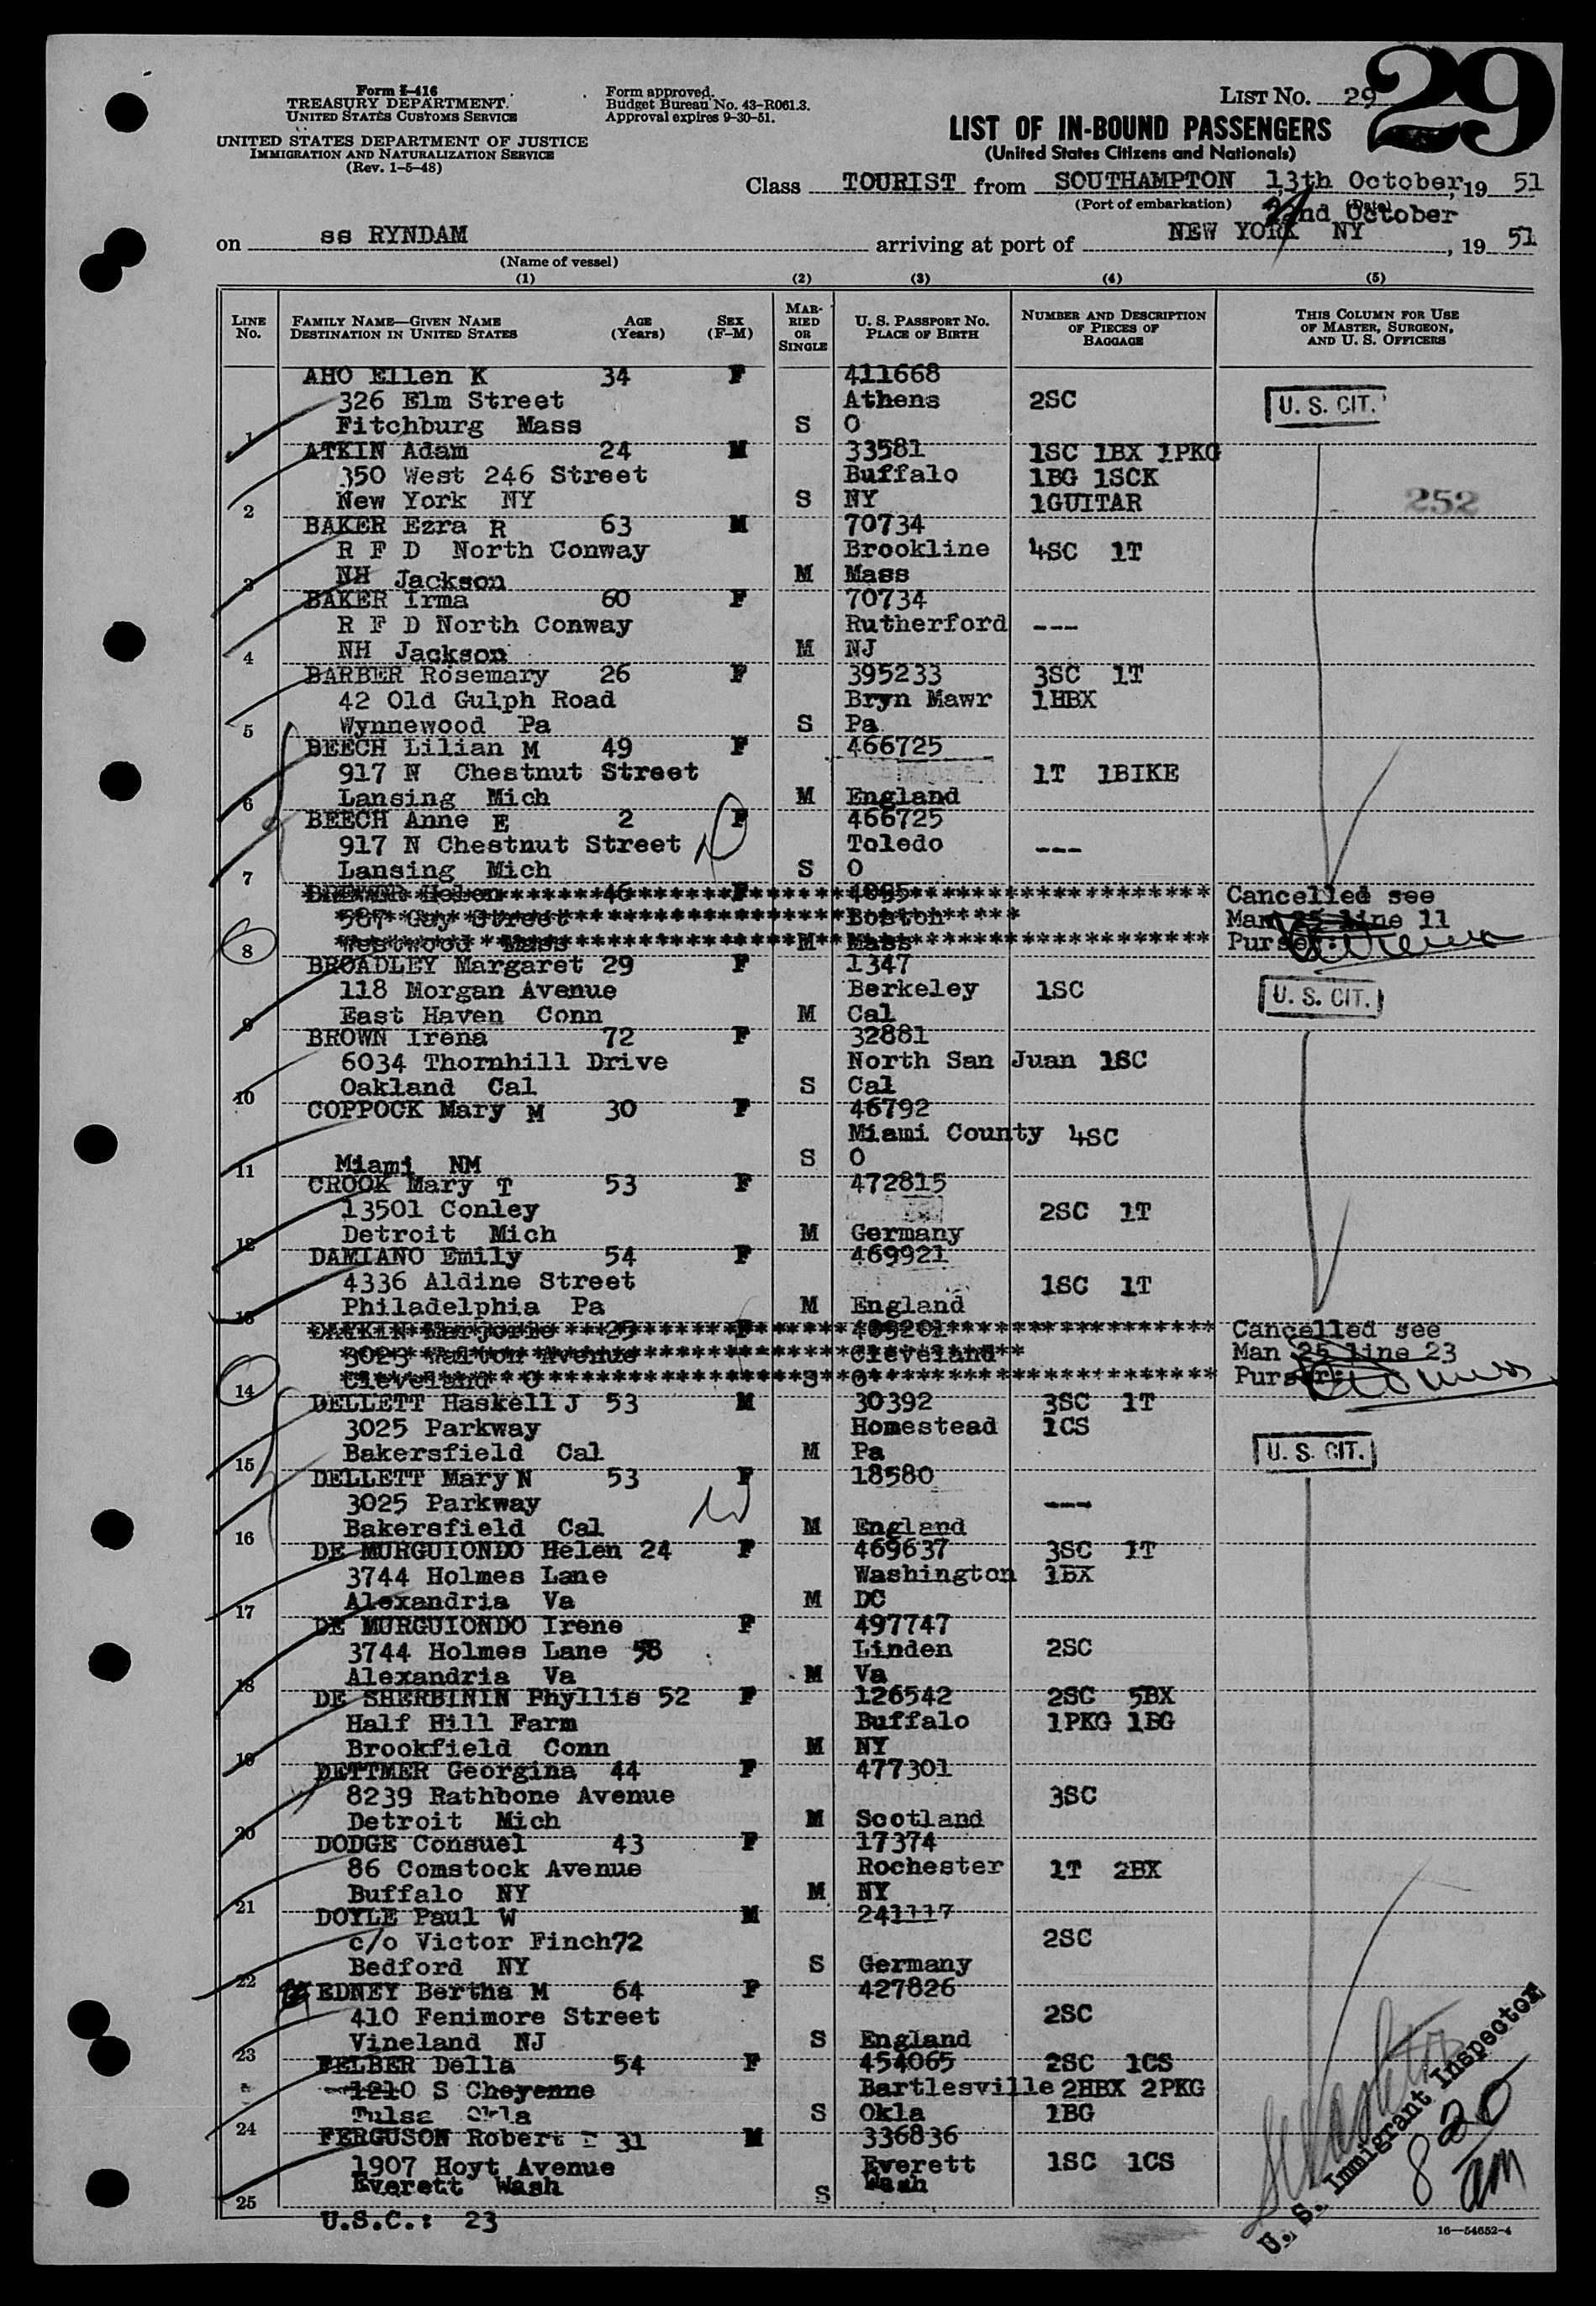 Form I-416
TREASURY DEPARTMENT
UNITED STATES CUSTOMS SERVICE
UNITED STATES DEPARTMENT OF JUSTICE
IMMIGRATION AND NATURALIZATION SERVICE
(Rev. 1-5-48)
Form approved.
Budget Bureau No. 43-R061.3.
Approval expires 9-30-51.
LIST NO. 29
29
LIST OF IN-BOUND PASSENGERS
(United States Citizens and Nationals)
Class TOURIST from SOUTHAMPTON 13th October, 19 51
(Port of embarkation) (Date)
22nd October
on ss RYNDAM arriving at port of NEW YORK NY, 19 51
(Name of vessel)
(1) (2) (3) (4) (5)
LINE No.
FAMILY NAME—GIVEN NAME
DESTINATION IN UNITED STATES
AGE (Years)
SEX (F-M)
MARRIED OR SINGLE
U. S. PASSPORT NO.
PLACE OF BIRTH
NUMBER AND DESCRIPTION OF PIECES OF BAGGAGE
THIS COLUMN FOR USE OF MASTER, SURGEON, AND U. S. OFFICERS
AHO Ellen K 34 F 411668
326 Elm Street Athens 2SC U. S. CIT.
1 Fitchburg Mass S O
ATKIN Adam 24 M 33581 1SC 1BX 1PKG
350 West 246 Street Buffalo 1BG 1SCK
2 New York NY S NY 1GUITAR 252
BAKER Ezra R 63 M 70734
R F D North Conway Brookline 4SC 1T
3 NH Jackson M Mass
BAKER Irma 60 F 70734
R F D North Conway Rutherford ---
4 NH Jackson M NJ
BARBER Rosemary 26 F 395233 3SC 1T
42 Old Gulph Road Bryn Mawr 1HBX
5 Wynnewood Pa S Pa
BEECH Lilian M 49 F 466725
917 N Chestnut Street 1T 1BIKE
6 Lansing Mich M England
BEECH Anne E 2 F 466725
917 N Chestnut Street Toledo ---
7 Lansing Mich S O
BREWER Helen 46 F Cancelled see
587 Gay Street Boston Man 25 line 11
8 Westwood Mass M Mass Purser:
BROADLEY Margaret 29 F 1347
118 Morgan Avenue Berkeley 1SC U. S. CIT.
9 East Haven Conn M Cal
BROWN Irena 72 F 32881
6034 Thornhill Drive North San Juan 1SC
10 Oakland Cal S Cal
COPPOCK Mary M 30 F 46792
Miami County 4SC
11 Miami NM S O
CROOK Mary T 53 F 472815
13501 Conley 2SC 1T
12 Detroit Mich M Germany
DAMIANO Emily 54 F 469921
4336 Aldine Street 1SC 1T
13 Philadelphia Pa M England
Marjorie F Cancelled see
3023 Avenue Cleveland Man 25 line 23
14 Cleveland O S O Purser:
DELLETT Haskell J 53 M 30392 3SC 1T
3025 Parkway Homestead 1CS
15 Bakersfield Cal M Pa U. S. CIT.
DELLETT Mary N 53 F 18580
3025 Parkway ---
16 Bakersfield Cal M England
DE MURGUIONDO Helen 24 F 469637 3SC 1T
3744 Holmes Lane Washington 1BX
17 Alexandria Va M DC
DE MURGUIONDO Irene F 497747
3744 Holmes Lane 58 Linden 2SC
18 Alexandria Va M Va
DE SHERBININ Phyllis 52 F 126542 2SC 5BX
Half Hill Farm Buffalo 1PKG 1BG
19 Brookfield Conn M NY
DETTMER Georgina 44 F 477301
8239 Rathbone Avenue 3SC
20 Detroit Mich M Scotland
DODGE Consuel 43 F 17374
86 Comstock Avenue Rochester 1T 2BX
21 Buffalo NY M NY
DOYLE Paul W M 241117
c/o Victor Finch 72 2SC
22 Bedford NY S Germany
EDNEY Bertha M 64 F 427826
410 Fenimore Street 2SC
23 Vineland NJ S England
FELBER Della 54 F 454065 2SC 1CS
1210 S Cheyenne Bartlesville 2HBX 2PKG
24 Tulsa Okla S Okla 1BG
FERGUSON Robert 31 M 336836
1907 Hoyt Avenue Everett 1SC 1CS
25 Everett Wash S Wash
U.S.C.: 23
U. S. Immigrant Inspector
820 am
16—54652-4